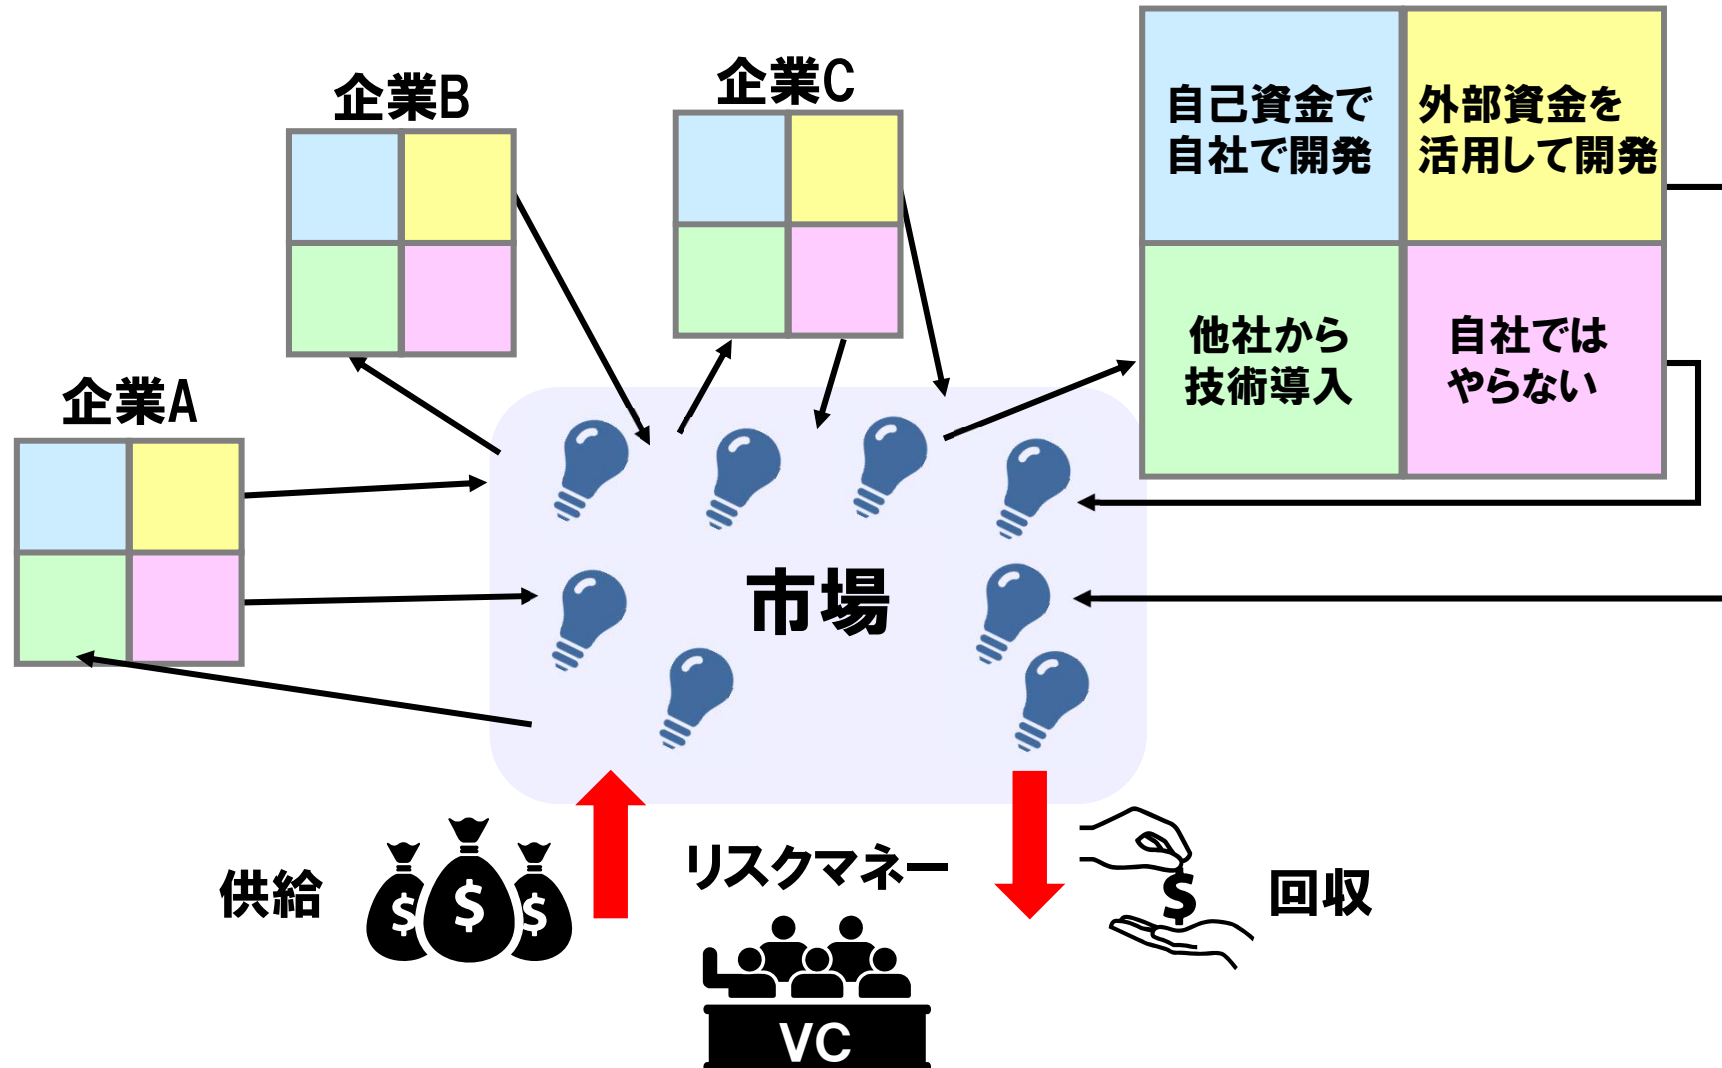 企業B
企業C
自己資金で
自社で開発
外部資金を
活用して開発
他社から
技術導入
自社では
やらない
企業A
市場
供給
$
$
$
リスクマネー
$
回収
VC